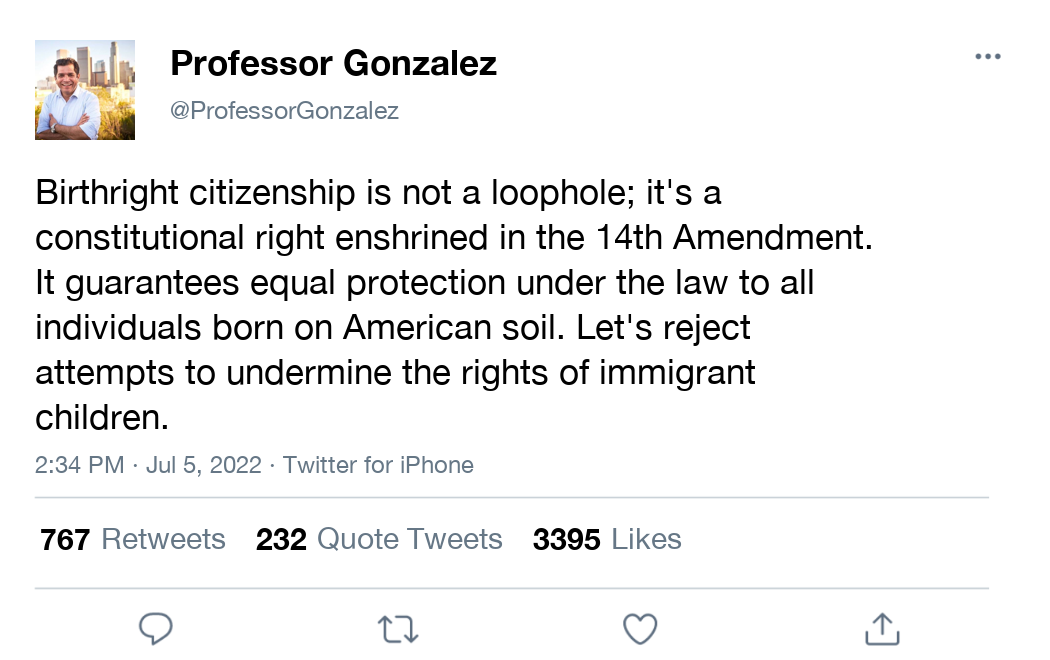 Professor Gonzalez
@ProfessorGonzalez
Birthright citizenship is not a loophole; it's a
constitutional right enshrined in the 14th Amendment.
It guarantees equal protection under the law to all
individuals born on American soil. Let's reject
attempts to undermine the rights of immigrant
children.
2:34 PM · Jul 5, 2022 · Twitter for iPhone
767 Retweets 232 Quote Tweets 3395 Likes